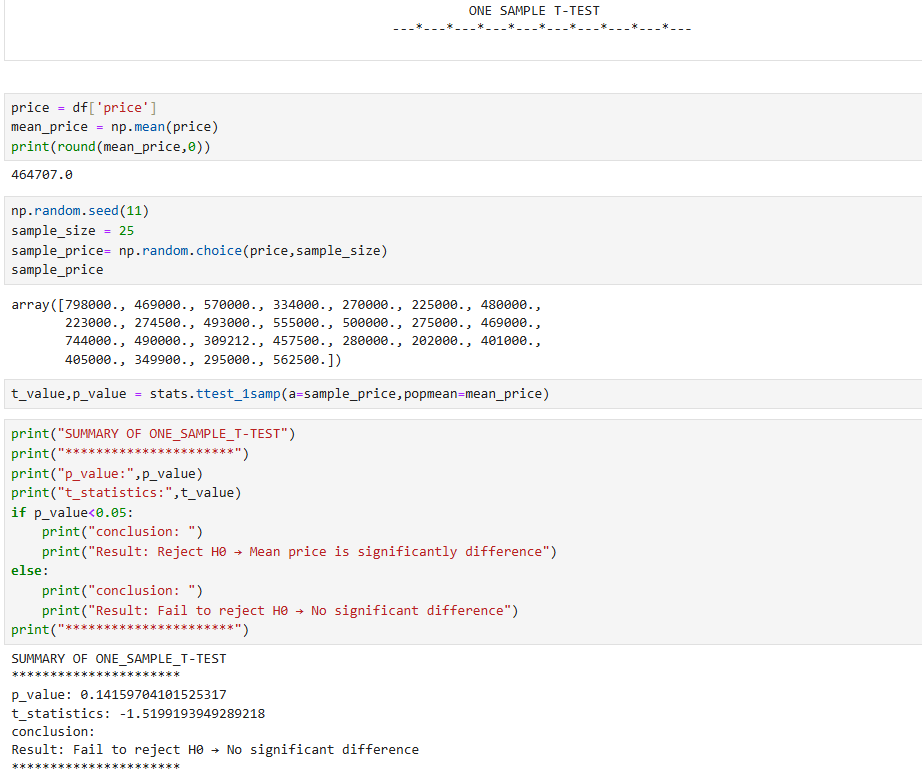 ONE SAMPLE T-TEST
---*---*---*---*---*---*---*---*---*---
price = df['price']
mean_price = np.mean(price)
print(round(mean_price,0))
464707.0
np.random.seed(11)
sample_size = 25
sample_price= np.random.choice(price,sample_size)
sample_price
array([798000., 469000., 570000., 334000., 270000., 225000., 480000.,
       223000., 274500., 493000., 555000., 500000., 275000., 469000.,
       744000., 490000., 309212., 457500., 280000., 202000., 401000.,
       405000., 349900., 295000., 562500.])
t_value,p_value = stats.ttest_1samp(a=sample_price,popmean=mean_price)
print("SUMMARY OF ONE_SAMPLE_T-TEST")
print("**********************")
print("p_value:",p_value)
print("t_statistics:",t_value)
if p_value<0.05:
    print("conclusion: ")
    print("Result: Reject H0 → Mean price is significantly difference")
else:
    print("conclusion: ")
    print("Result: Fail to reject H0 → No significant difference")
print("**********************")
SUMMARY OF ONE_SAMPLE_T-TEST
**********************
p_value: 0.14159704101525317
t_statistics: -1.5199193949289218
conclusion:
Result: Fail to reject H0 → No significant difference
**********************